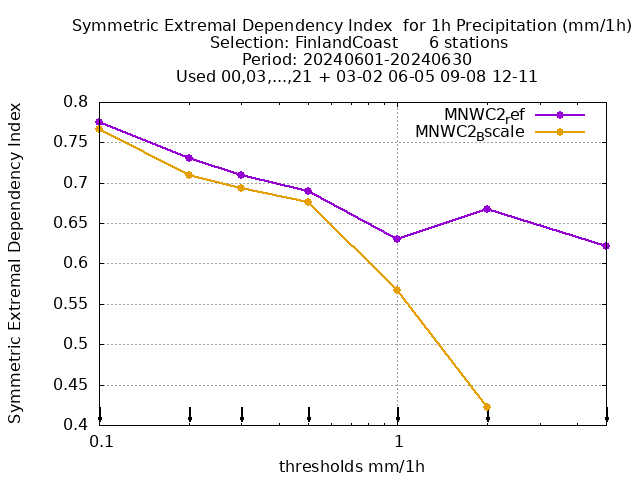 Symmetric Extremal Dependency Index  for 1h Precipitation (mm/1h)
Selection: FinlandCoast      6 stations
Period: 20240601-20240630
Used 00,03,...,21 + 03-02 06-05 09-08 12-11
MNWC2ref
MNWC2Bscale
Symmetric Extremal Dependency Index
0.8
0.75
0.7
0.65
0.6
0.55
0.5
0.45
0.4
0.1
1
thresholds mm/1h